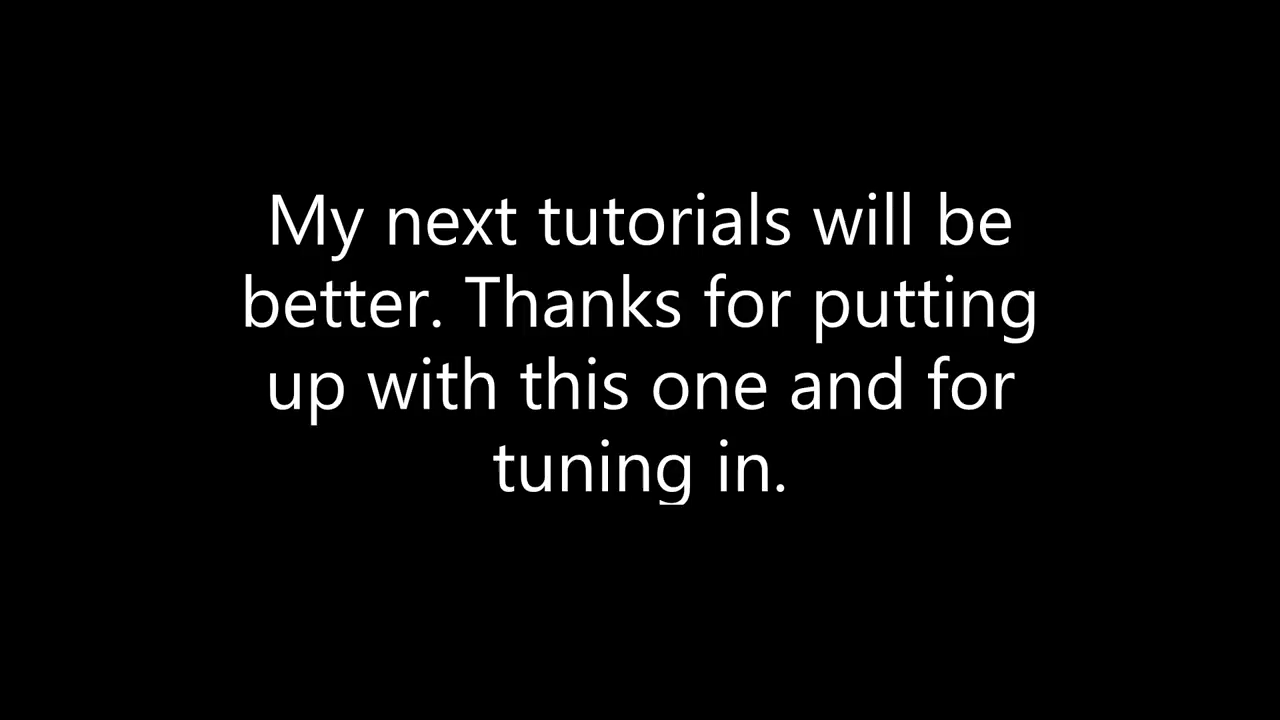 My next tutorials will be
better. Thanks for putting
up with this one and for
tuning in.